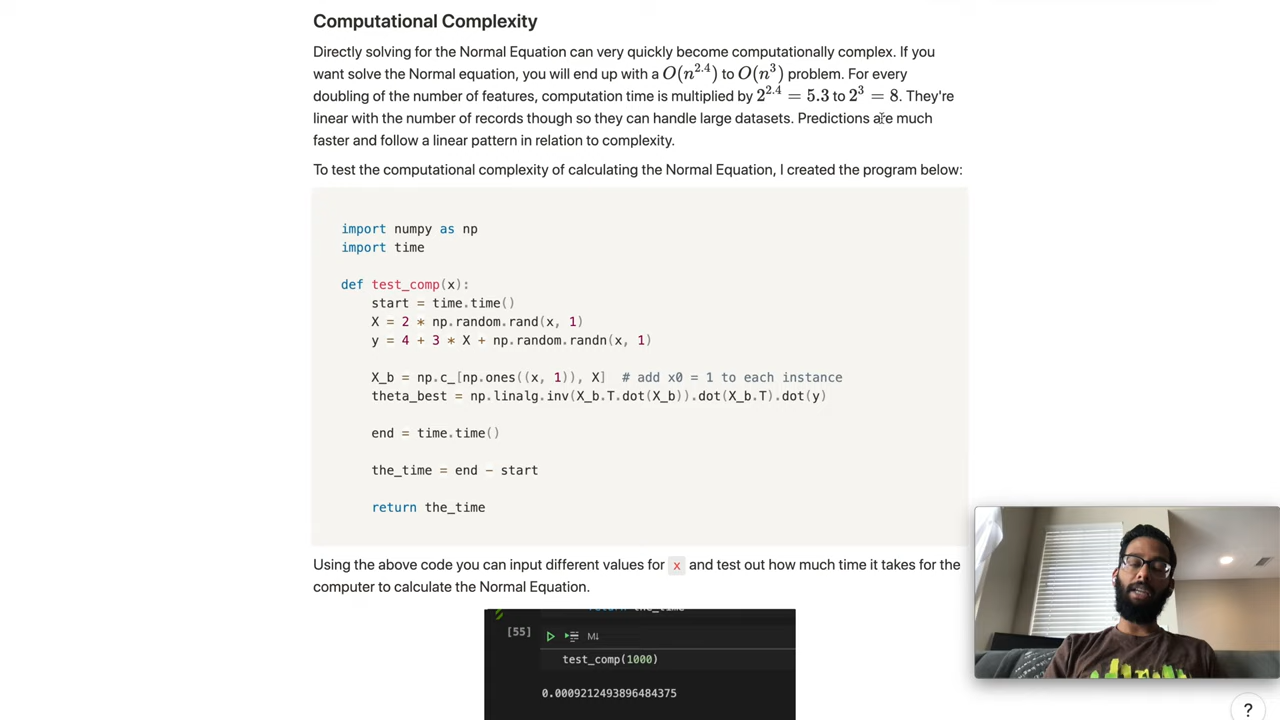 Computational Complexity
Directly solving for the Normal Equation can very quickly become computationally complex. If you
want solve the Normal equation, you will end up with a O(n^2.4) to O(n^3) problem. For every
doubling of the number of features, computation time is multiplied by 2^2.4 = 5.3 to 2^3 = 8. They're
linear with the number of records though so they can handle large datasets. Predictions are much
faster and follow a linear pattern in relation to complexity.
To test the computational complexity of calculating the Normal Equation, I created the program below:
import numpy as np
import time
def test_comp(x):
    start = time.time()
    X = 2 * np.random.rand(x, 1)
    y = 4 + 3 * X + np.random.randn(x, 1)
    X_b = np.c_[np.ones((x, 1)), X]  # add x0 = 1 to each instance
    theta_best = np.linalg.inv(X_b.T.dot(X_b)).dot(X_b.T).dot(y)
    end = time.time()
    the_time = end - start
    return the_time
Using the above code you can input different values for x and test out how much time it takes for the
computer to calculate the Normal Equation.
return the_time
[55] M↓
test_comp(1000)
0.0009212493896484375
?